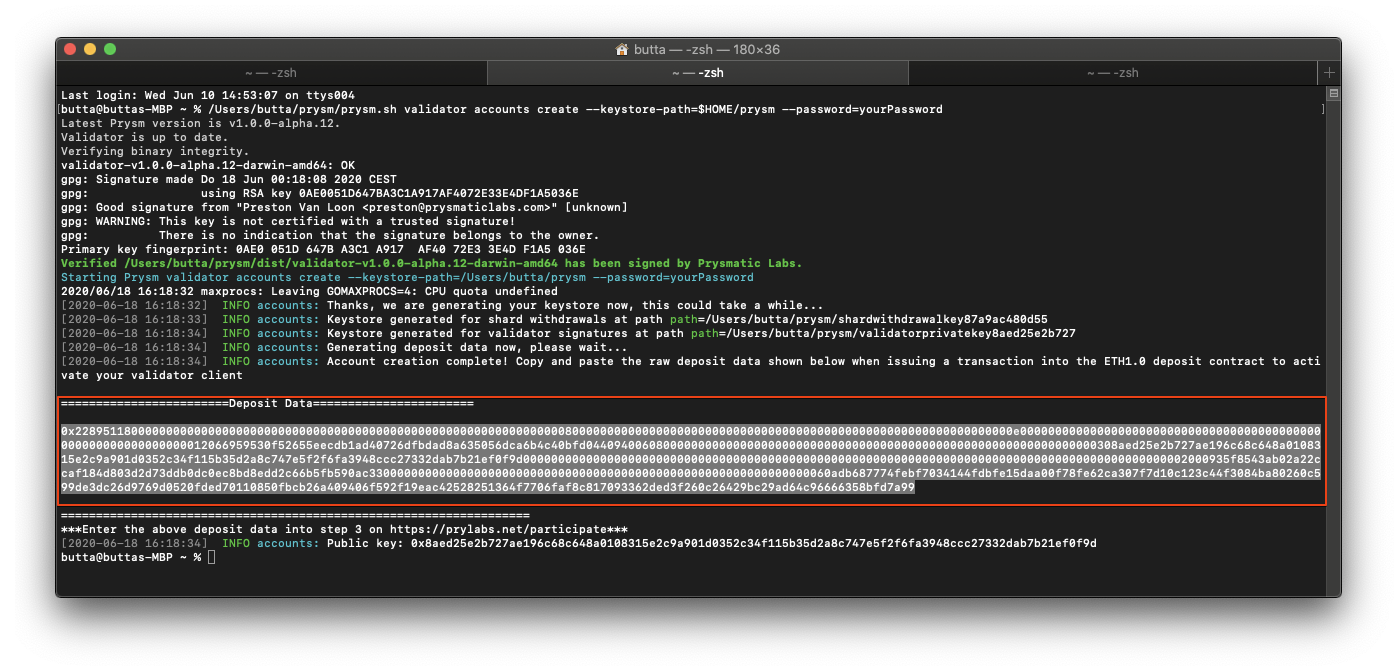 butta — -zsh — 180×36
~ — -zsh
~ — -zsh
~ — -zsh
Last login: Wed Jun 10 14:53:07 on ttys004
[butta@buttas-MBP ~ % /Users/butta/prysm/prysm.sh validator accounts create --keystore-path=$HOME/prysm --password=yourPassword ]
Latest Prysm version is v1.0.0-alpha.12.
Validator is up to date.
Verifying binary integrity.
validator-v1.0.0-alpha.12-darwin-amd64: OK
gpg: Signature made Do 18 Jun 00:18:08 2020 CEST
gpg:                using RSA key 0AE0051D647BA3C1A917AF4072E33E4DF1A5036E
gpg: Good signature from "Preston Van Loon <preston@prysmaticlabs.com>" [unknown]
gpg: WARNING: This key is not certified with a trusted signature!
gpg:          There is no indication that the signature belongs to the owner.
Primary key fingerprint: 0AE0 051D 647B A3C1 A917  AF40 72E3 3E4D F1A5 036E
Verified /Users/butta/prysm/dist/validator-v1.0.0-alpha.12-darwin-amd64 has been signed by Prysmatic Labs.
Starting Prysm validator accounts create --keystore-path=/Users/butta/prysm --password=yourPassword
2020/06/18 16:18:32 maxprocs: Leaving GOMAXPROCS=4: CPU quota undefined
[2020-06-18 16:18:32]  INFO accounts: Thanks, we are generating your keystore now, this could take a while...
[2020-06-18 16:18:33]  INFO accounts: Keystore generated for shard withdrawals at path path=/Users/butta/prysm/shardwithdrawalkey87a9ac480d55
[2020-06-18 16:18:34]  INFO accounts: Keystore generated for validator signatures at path path=/Users/butta/prysm/validatorprivatekey8aed25e2b727
[2020-06-18 16:18:34]  INFO accounts: Generating deposit data now, please wait...
[2020-06-18 16:18:34]  INFO accounts: Account creation complete! Copy and paste the raw deposit data shown below when issuing a transaction into the ETH1.0 deposit contract to acti
vate your validator client
========================Deposit Data=======================
0x22895118000000000000000000000000000000000000000000000000000000000000008000000000000000000000000000000000000000000000000000000000000000e0000000000000000000000000000000000000000000
000000000000000000012066959530f52655eecdb1ad40726dfbdad8a635056dca6b4c40bfd0440940060800000000000000000000000000000000000000000000000000000000000000308aed25e2b727ae196c68c648a01083
15e2c9a901d0352c34f115b35d2a8c747e5f2f6fa3948ccc27332dab7b21ef0f9d00000000000000000000000000000000000000000000000000000000000000000000000000000000000000000000002000935f8543ab02a22c
caf184d803d2d73ddb0dc0ec8bd8edd2c66b5fb590ac330000000000000000000000000000000000000000000000000000000000000060adb687774febf7034144fdbfe15daa00f78fe62ca307f7d10c123c44f3084ba80260c5
99de3dc26d9769d0520fded70110850fbcb26a409406f592f19eac42528251364f7706faf8c817093362ded3f260c26429bc29ad64c96666358bfd7a99
===================================================================
***Enter the above deposit data into step 3 on https://prylabs.net/participate***
[2020-06-18 16:18:34]  INFO accounts: Public key: 0x8aed25e2b727ae196c68c648a0108315e2c9a901d0352c34f115b35d2a8c747e5f2f6fa3948ccc27332dab7b21ef0f9d
butta@buttas-MBP ~ %